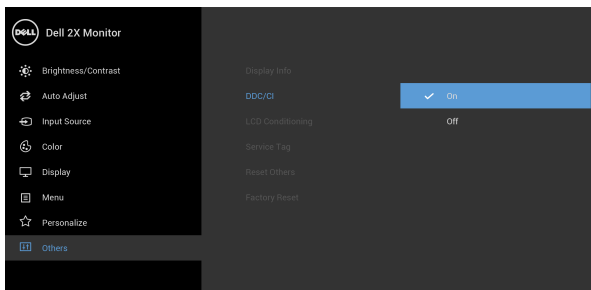 DELL Dell 2X Monitor
Brightness/Contrast
Auto Adjust
Input Source
Color
Display
Menu
Personalize
Others
Display Info
DDC/CI
LCD Conditioning
Service Tag
Reset Others
Factory Reset
On
Off